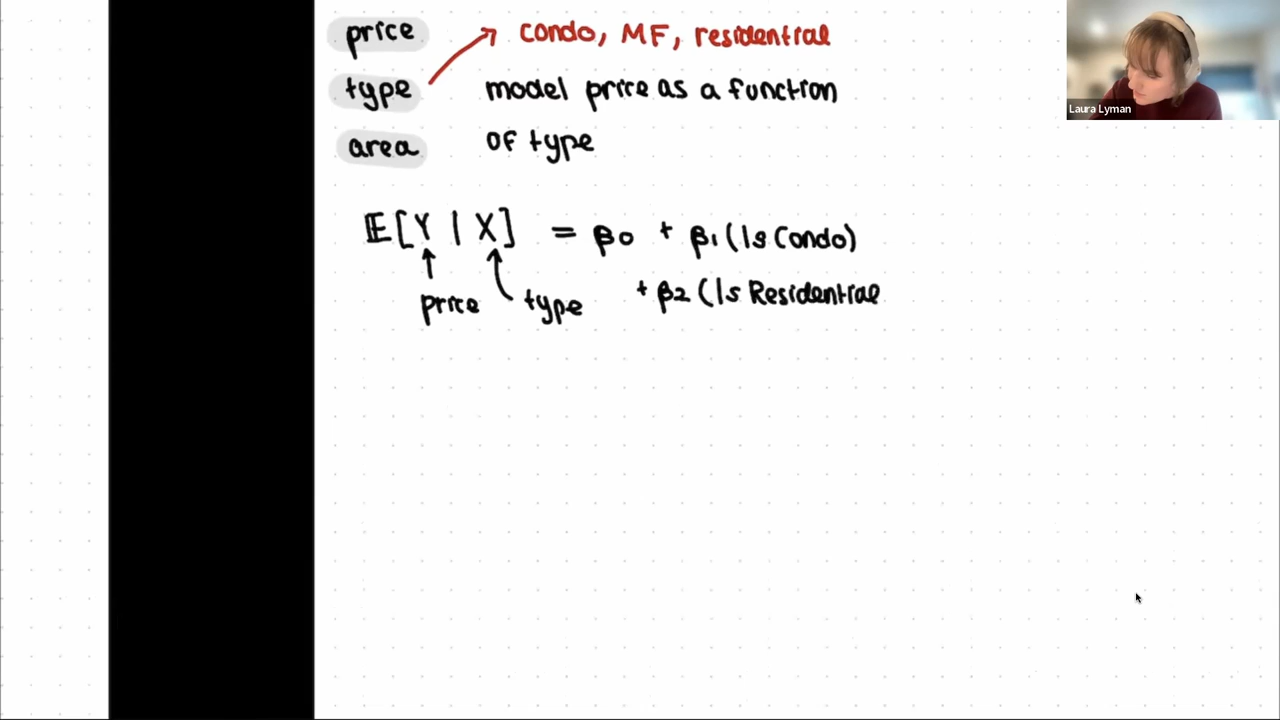 price
condo, MF, residential
type
model price as a function
area
of type
𝔼[Y | X] = β0 + β1 (Is Condo)
price
type
+ β2 (Is Residential
Laura Lyman